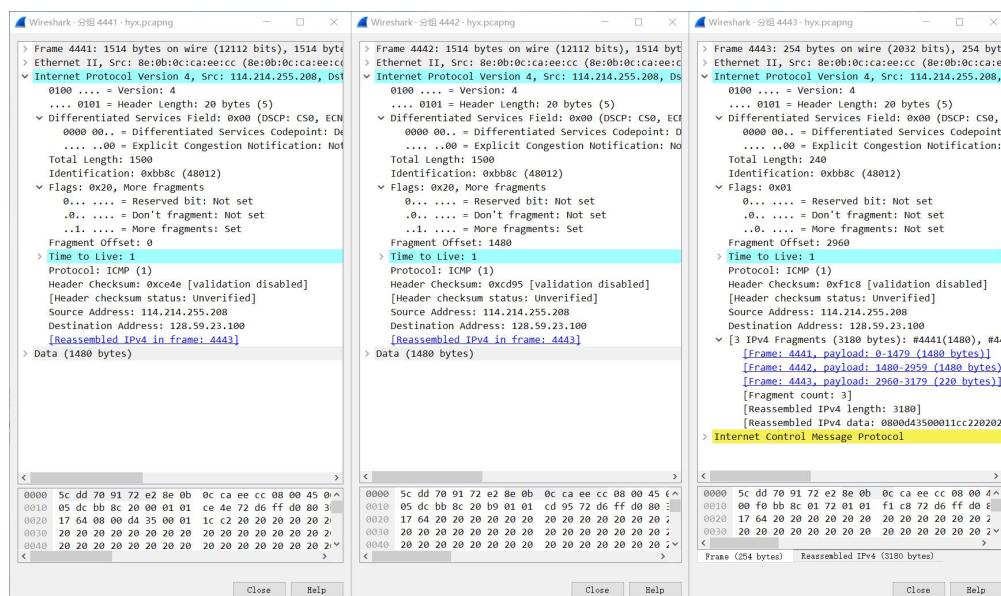 Wireshark · 分组 4441 · hyx.pcapng
Frame 4441: 1514 bytes on wire (12112 bits), 1514 byte
Ethernet II, Src: 8e:0b:0c:ca:ee:cc (8e:0b:0c:ca:ee:cc
Internet Protocol Version 4, Src: 114.214.255.208, Dst
0100 .... = Version: 4
.... 0101 = Header Length: 20 bytes (5)
Differentiated Services Field: 0x00 (DSCP: CS0, ECN
0000 00.. = Differentiated Services Codepoint: De
.... ..00 = Explicit Congestion Notification: Not
Total Length: 1500
Identification: 0xbb8c (48012)
Flags: 0x20, More fragments
0... .... = Reserved bit: Not set
.0.. .... = Don't fragment: Not set
..1. .... = More fragments: Set
Fragment Offset: 0
Time to Live: 1
Protocol: ICMP (1)
Header Checksum: 0xce4e [validation disabled]
[Header checksum status: Unverified]
Source Address: 114.214.255.208
Destination Address: 128.59.23.100
[Reassembled IPv4 in frame: 4443]
Data (1480 bytes)
0000 5c dd 70 91 72 e2 8e 0b 0c ca ee cc 08 00 45 0
0010 05 dc bb 8c 20 00 01 01 ce 4e 72 d6 ff d0 80 3
0020 17 64 08 00 d4 35 00 01 1c c2 20 20 20 20 20 2
0030 20 20 20 20 20 20 20 20 20 20 20 20 20 20 20 2
0040 20 20 20 20 20 20 20 20 20 20 20 20 20 20 20 2
Close Help
Wireshark · 分组 4442 · hyx.pcapng
Frame 4442: 1514 bytes on wire (12112 bits), 1514 byt
Ethernet II, Src: 8e:0b:0c:ca:ee:cc (8e:0b:0c:ca:ee:c
Internet Protocol Version 4, Src: 114.214.255.208, Ds
0100 .... = Version: 4
.... 0101 = Header Length: 20 bytes (5)
Differentiated Services Field: 0x00 (DSCP: CS0, EC
0000 00.. = Differentiated Services Codepoint: D
.... ..00 = Explicit Congestion Notification: No
Total Length: 1500
Identification: 0xbb8c (48012)
Flags: 0x20, More fragments
0... .... = Reserved bit: Not set
.0.. .... = Don't fragment: Not set
..1. .... = More fragments: Set
Fragment Offset: 1480
Time to Live: 1
Protocol: ICMP (1)
Header Checksum: 0xcd95 [validation disabled]
[Header checksum status: Unverified]
Source Address: 114.214.255.208
Destination Address: 128.59.23.100
[Reassembled IPv4 in frame: 4443]
Data (1480 bytes)
0000 5c dd 70 91 72 e2 8e 0b 0c ca ee cc 08 00 45
0010 05 dc bb 8c 20 b9 01 01 cd 95 72 d6 ff d0 80
0020 17 64 20 20 20 20 20 20 20 20 20 20 20 20 20 2
0030 20 20 20 20 20 20 20 20 20 20 20 20 20 20 20 2
0040 20 20 20 20 20 20 20 20 20 20 20 20 20 20 20 2
Close Help
Wireshark · 分组 4443 · hyx.pcapng
Frame 4443: 254 bytes on wire (2032 bits), 254 byt
Ethernet II, Src: 8e:0b:0c:ca:ee:cc (8e:0b:0c:ca:e
Internet Protocol Version 4, Src: 114.214.255.208,
0100 .... = Version: 4
.... 0101 = Header Length: 20 bytes (5)
Differentiated Services Field: 0x00 (DSCP: CS0,
0000 00.. = Differentiated Services Codepoint
.... ..00 = Explicit Congestion Notification:
Total Length: 240
Identification: 0xbb8c (48012)
Flags: 0x01
0... .... = Reserved bit: Not set
.0.. .... = Don't fragment: Not set
..0. .... = More fragments: Not set
Fragment Offset: 2960
Time to Live: 1
Protocol: ICMP (1)
Header Checksum: 0xf1c8 [validation disabled]
[Header checksum status: Unverified]
Source Address: 114.214.255.208
Destination Address: 128.59.23.100
[3 IPv4 Fragments (3180 bytes): #4441(1480), #44
[Frame: 4441, payload: 0-1479 (1480 bytes)]
[Frame: 4442, payload: 1480-2959 (1480 bytes)
[Frame: 4443, payload: 2960-3179 (220 bytes)]
[Fragment count: 3]
[Reassembled IPv4 length: 3180]
[Reassembled IPv4 data: 0800d43500011cc220202
Internet Control Message Protocol
0000 5c dd 70 91 72 e2 8e 0b 0c ca ee cc 08 00 4
0010 00 f0 bb 8c 01 72 01 01 f1 c8 72 d6 ff d0 8
0020 17 64 20 20 20 20 20 20 20 20 20 20 20 20 2
0030 20 20 20 20 20 20 20 20 20 20 20 20 20 20 2
Frame (254 bytes) Reassembled IPv4 (3180 bytes)
Close Help